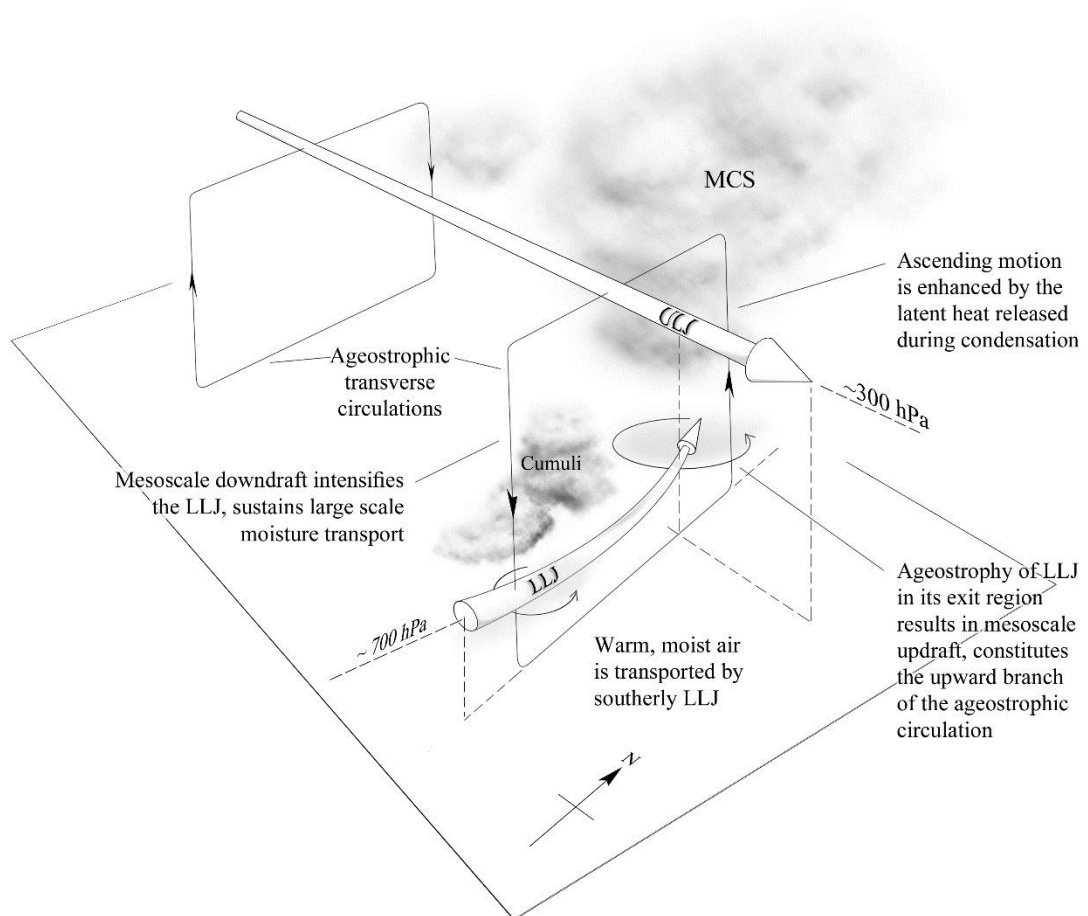 MCS
Ascending motion
is enhanced by the
latent heat released
during condensation
ULJ
Ageostrophic
transverse
circulations
~300 hPa
Cumuli
Mesoscale downdraft intensifies
the LLJ, sustains large scale
moisture transport
LLJ
Ageostrophy of LLJ
in its exit region
results in mesoscale
updraft, constitutes
the upward branch
of the ageostrophic
circulation
~ 700 hPa
Warm, moist air
is transported by
southerly LLJ
N